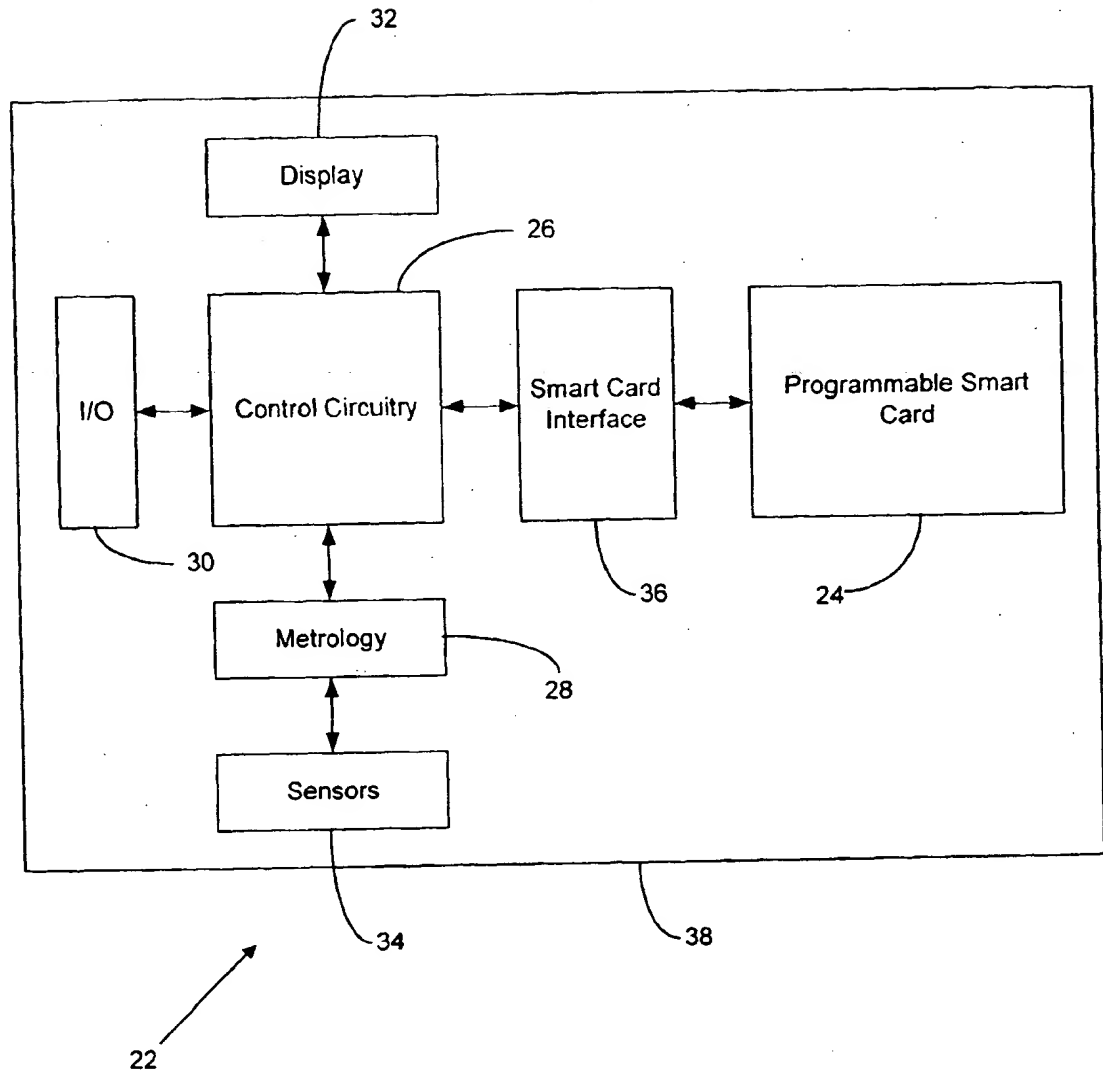 32
Display
26
I/O
Control Circuitry
Smart Card
Interface
Programmable Smart
Card
30
36
24
Metrology
28
Sensors
34
38
22